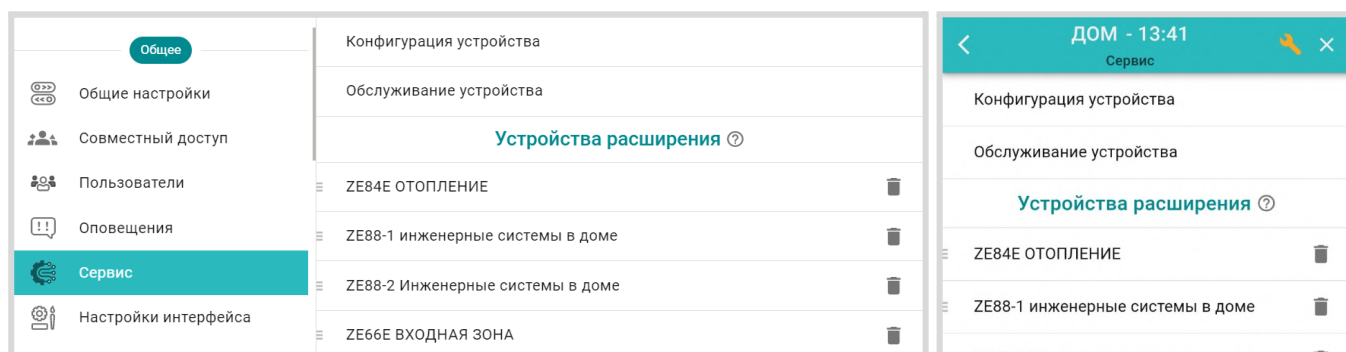 Общее
Общие настройки
Совместный доступ
Пользователи
Оповещения
Сервис
Настройки интерфейса
Конфигурация устройства
Обслуживание устройства
Устройства расширения ?
ZE84E ОТОПЛЕНИЕ
ZE88-1 инженерные системы в доме
ZE88-2 Инженерные системы в доме
ZE66E ВХОДНАЯ ЗОНА
ДОМ - 13:41
Сервис
Конфигурация устройства
Обслуживание устройства
Устройства расширения ?
ZE84E ОТОПЛЕНИЕ
ZE88-1 инженерные системы в доме